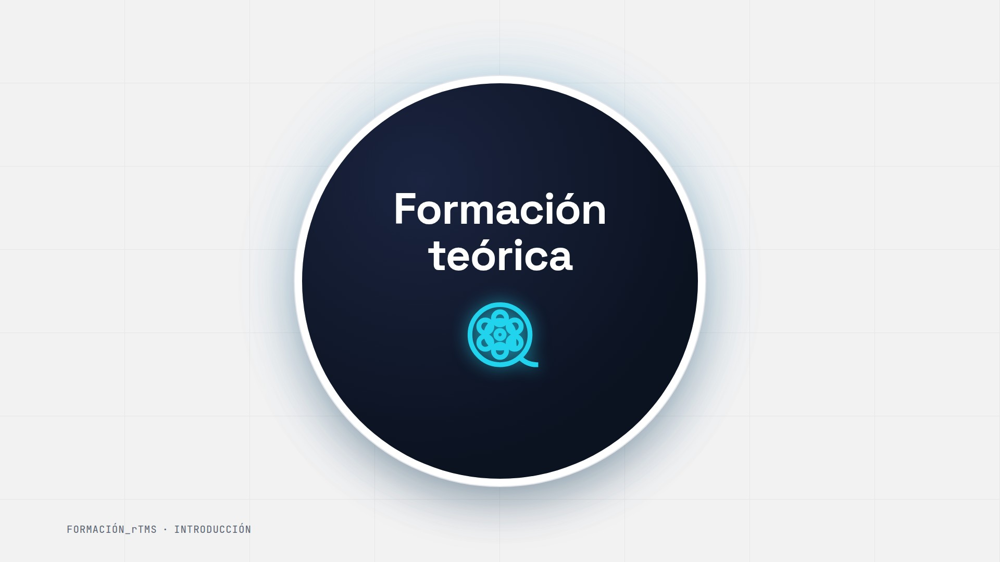 Formación
teórica
FORMACIÓN_rTMS · INTRODUCCIÓN